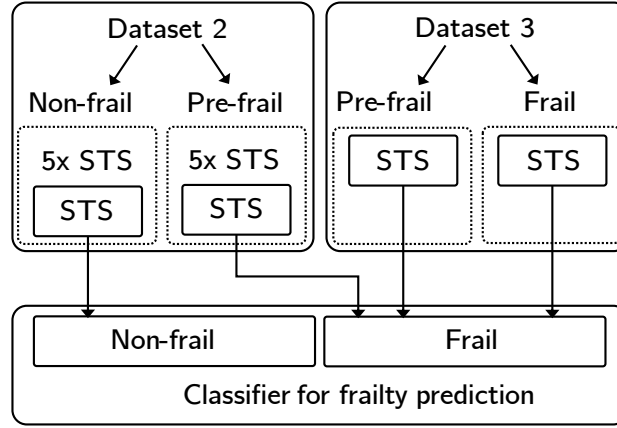 Dataset 2
Dataset 3
Non-frail
Pre-frail
Pre-frail
Frail
5x STS
5x STS
STS
STS
STS
STS
Non-frail
Frail
Classifier for frailty prediction